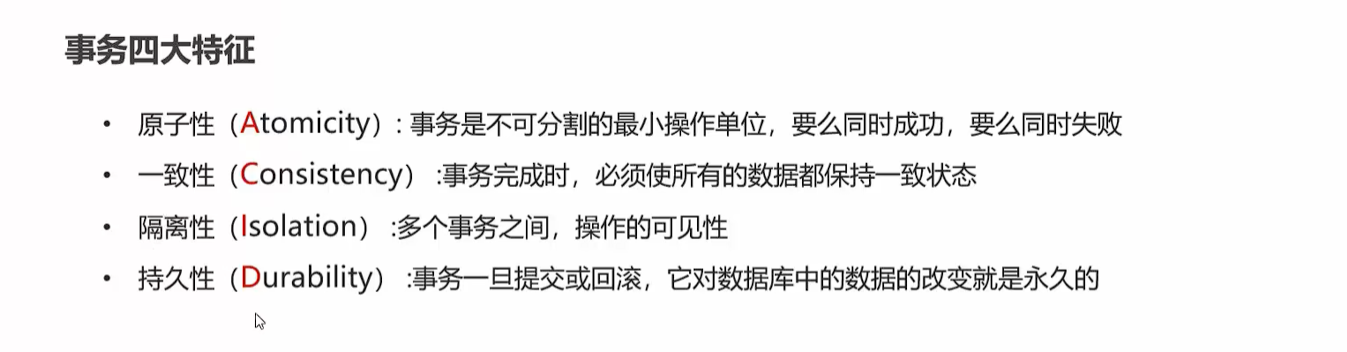 事务四大特征
• 原子性（Atomicity）: 事务是不可分割的最小操作单位，要么同时成功，要么同时失败
• 一致性（Consistency） :事务完成时，必须使所有的数据都保持一致状态
• 隔离性（Isolation） :多个事务之间，操作的可见性
• 持久性（Durability） :事务一旦提交或回滚，它对数据库中的数据的改变就是永久的